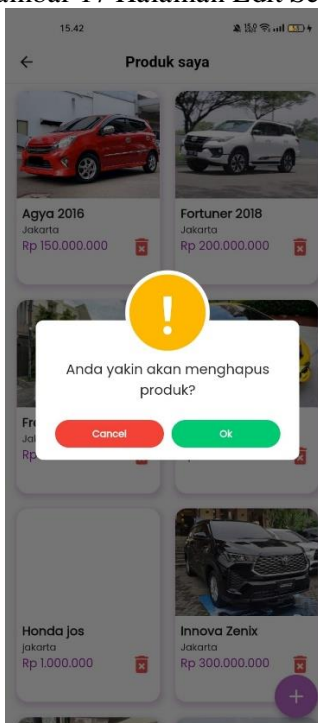 15.42
Produk saya
Agya 2016
Jakarta
Rp 150.000.000
Fortuner 2018
Jakarta
Rp 200.000.000
Anda yakin akan menghapus
produk?
Cancel
Ok
Rp
Honda jos
jakarta
Rp 1.000.000
Innova Zenix
Jakarta
Rp 300.000.000